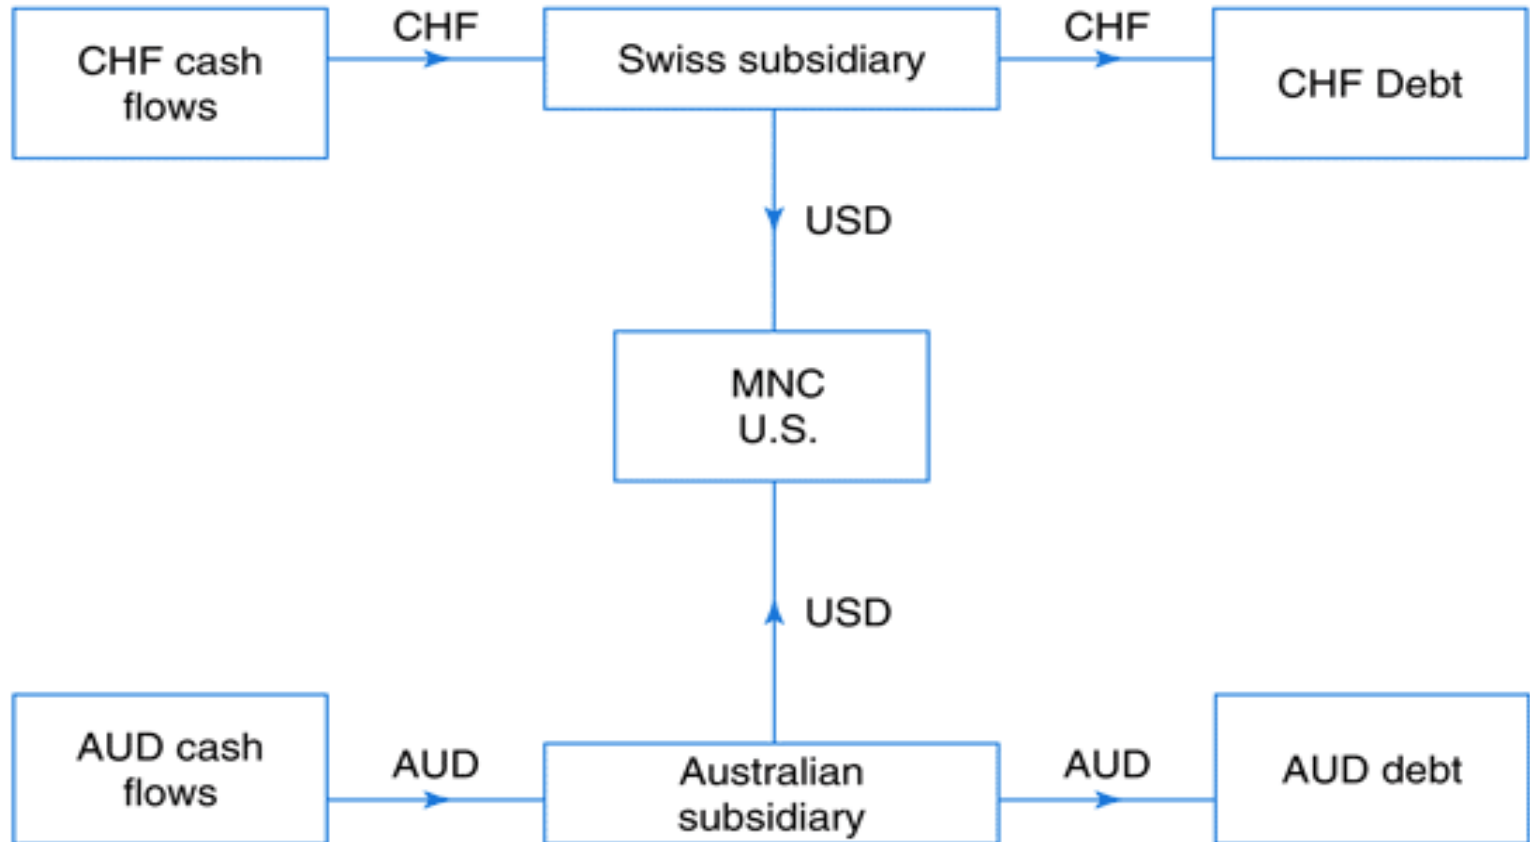 CHF cash
flows
CHF
Swiss subsidiary
CHF
CHF Debt
USD
MNC
U.S.
USD
AUD cash
flows
AUD
Australian
subsidiary
AUD
AUD debt